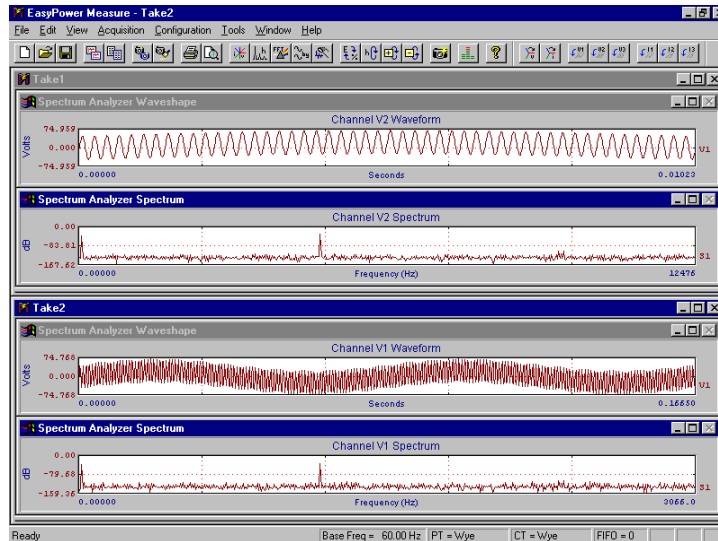 EasyPower Measure - Take2
File Edit View Acquisition Configuration Tools Window Help
Take1
Spectrum Analyzer Waveshape
Channel V2 Waveform
74.959
0.000
-74.959
Volts
V1
0.00000 Seconds 0.01023
Spectrum Analyzer Spectrum
Channel V2 Spectrum
0.00
-83.81
-167.62
dB
S1
0.00000 Frequency (Hz) 12476
Take2
Spectrum Analyzer Waveshape
Channel V1 Waveform
74.768
0.000
-74.768
Volts
V1
0.00000 Seconds 0.16650
Spectrum Analyzer Spectrum
Channel V1 Spectrum
0.00
-79.68
-159.36
dB
S1
0.00000 Frequency (Hz) 3066.0
Ready Base Freq = 60.00 Hz PT = Wye CT = Wye FIFO = 0